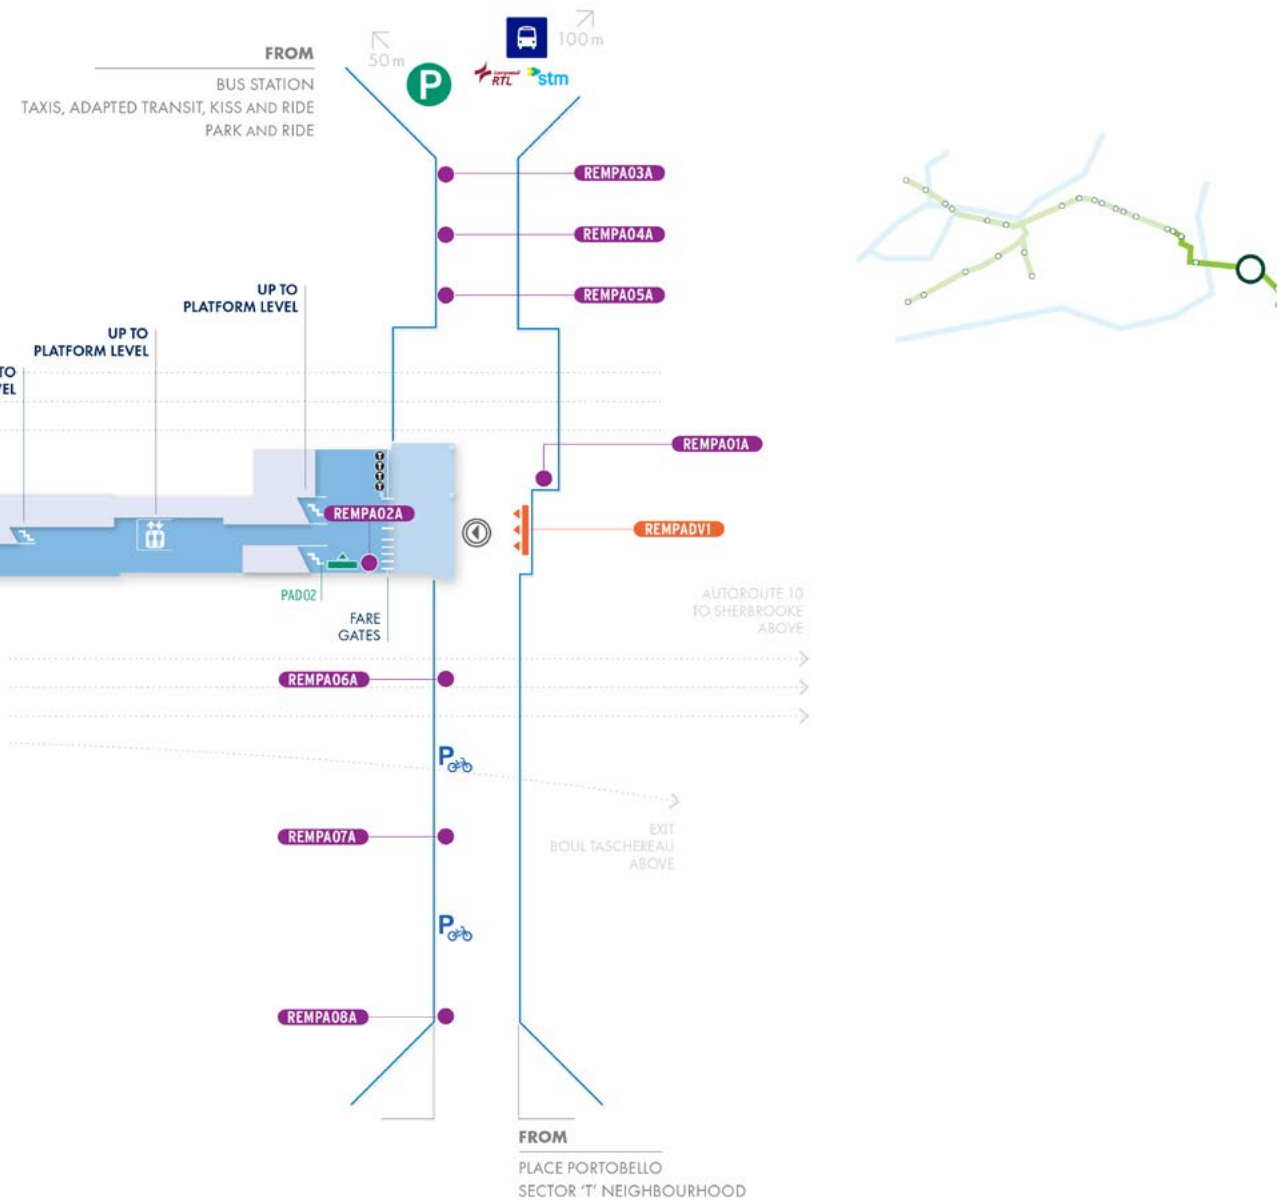 FROM
BUS STATION
TAXIS, ADAPTED TRANSIT, KISS AND RIDE
PARK AND RIDE
50 m
P
100 m
RTL
stm
REMPA03A
REMPA04A
REMPA05A
UP TO
PLATFORM LEVEL
UP TO
PLATFORM LEVEL
TO
VEL
REMPA01A
T
T
T
T
REMPA02A
REMPADV1
PAD02
FARE
GATES
AUTOROUTE 10
TO SHERBROOKE
ABOVE
REMPA06A
P
EXIT
BOUL TASCHEREAU
ABOVE
REMPA07A
P
REMPA08A
FROM
PLACE PORTOBELLO
SECTOR ‘T’ NEIGHBOURHOOD